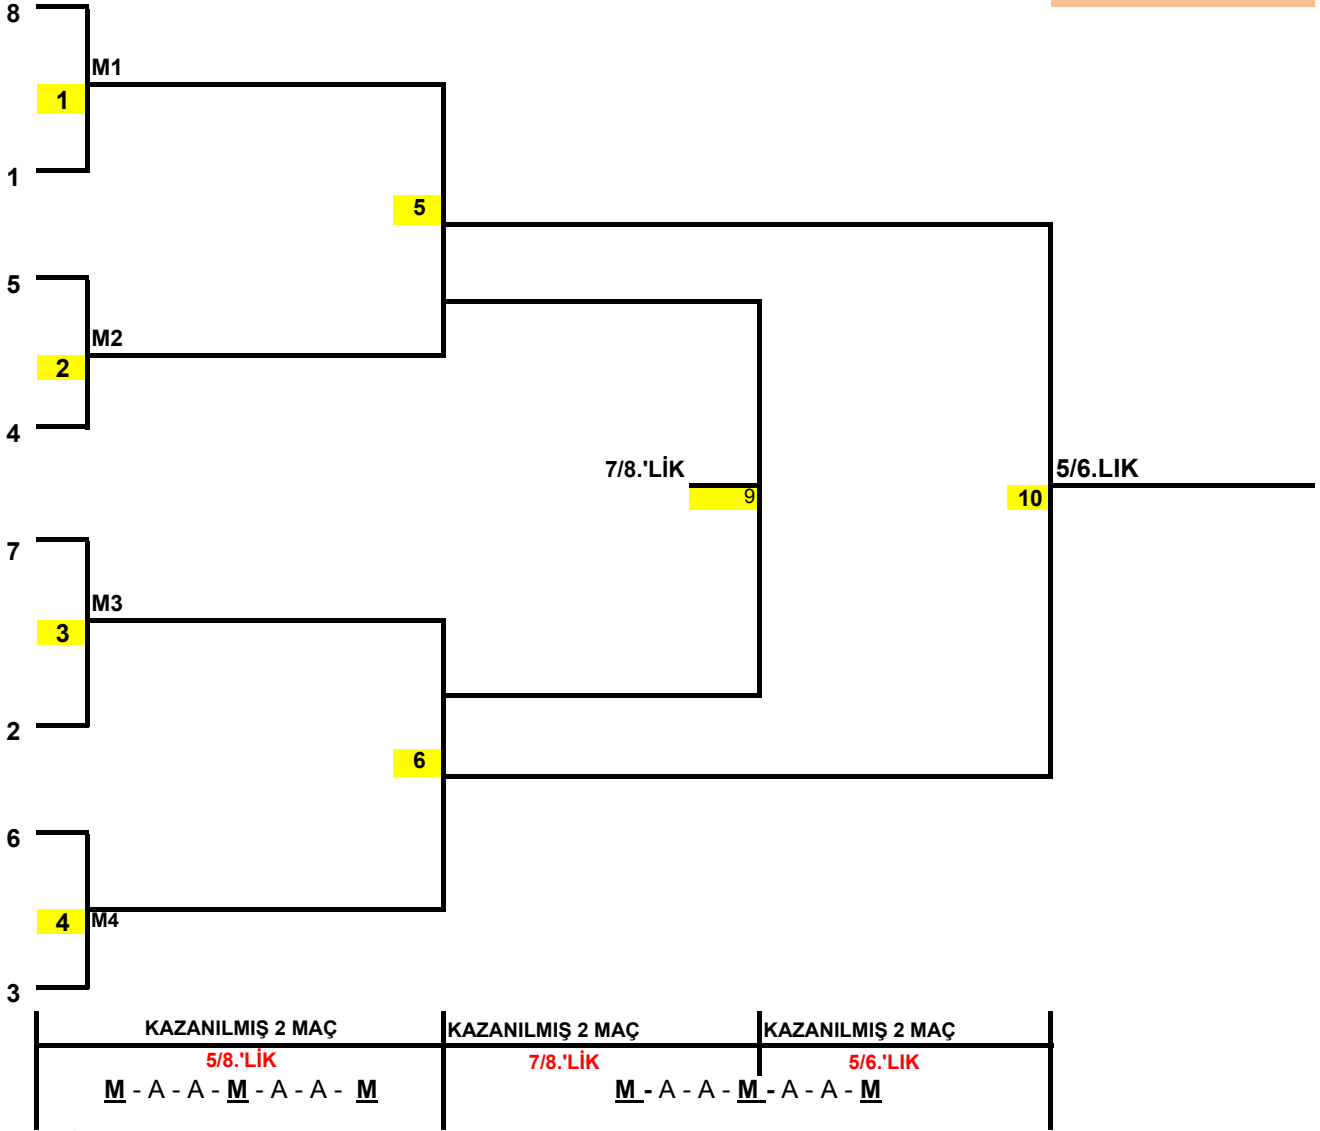 8
M1
1
1
5
5
M2
2
4
7/8.'LİK
5/6.LIK
9
10
7
M3
3
2
6
6
4 M4
3
KAZANILMIŞ 2 MAÇ KAZANILMIŞ 2 MAÇ KAZANILMIŞ 2 MAÇ
5/8.'LİK 7/8.'LİK 5/6.'LIK
M - A - A - M - A - A - M M - A - A - M - A - A - M